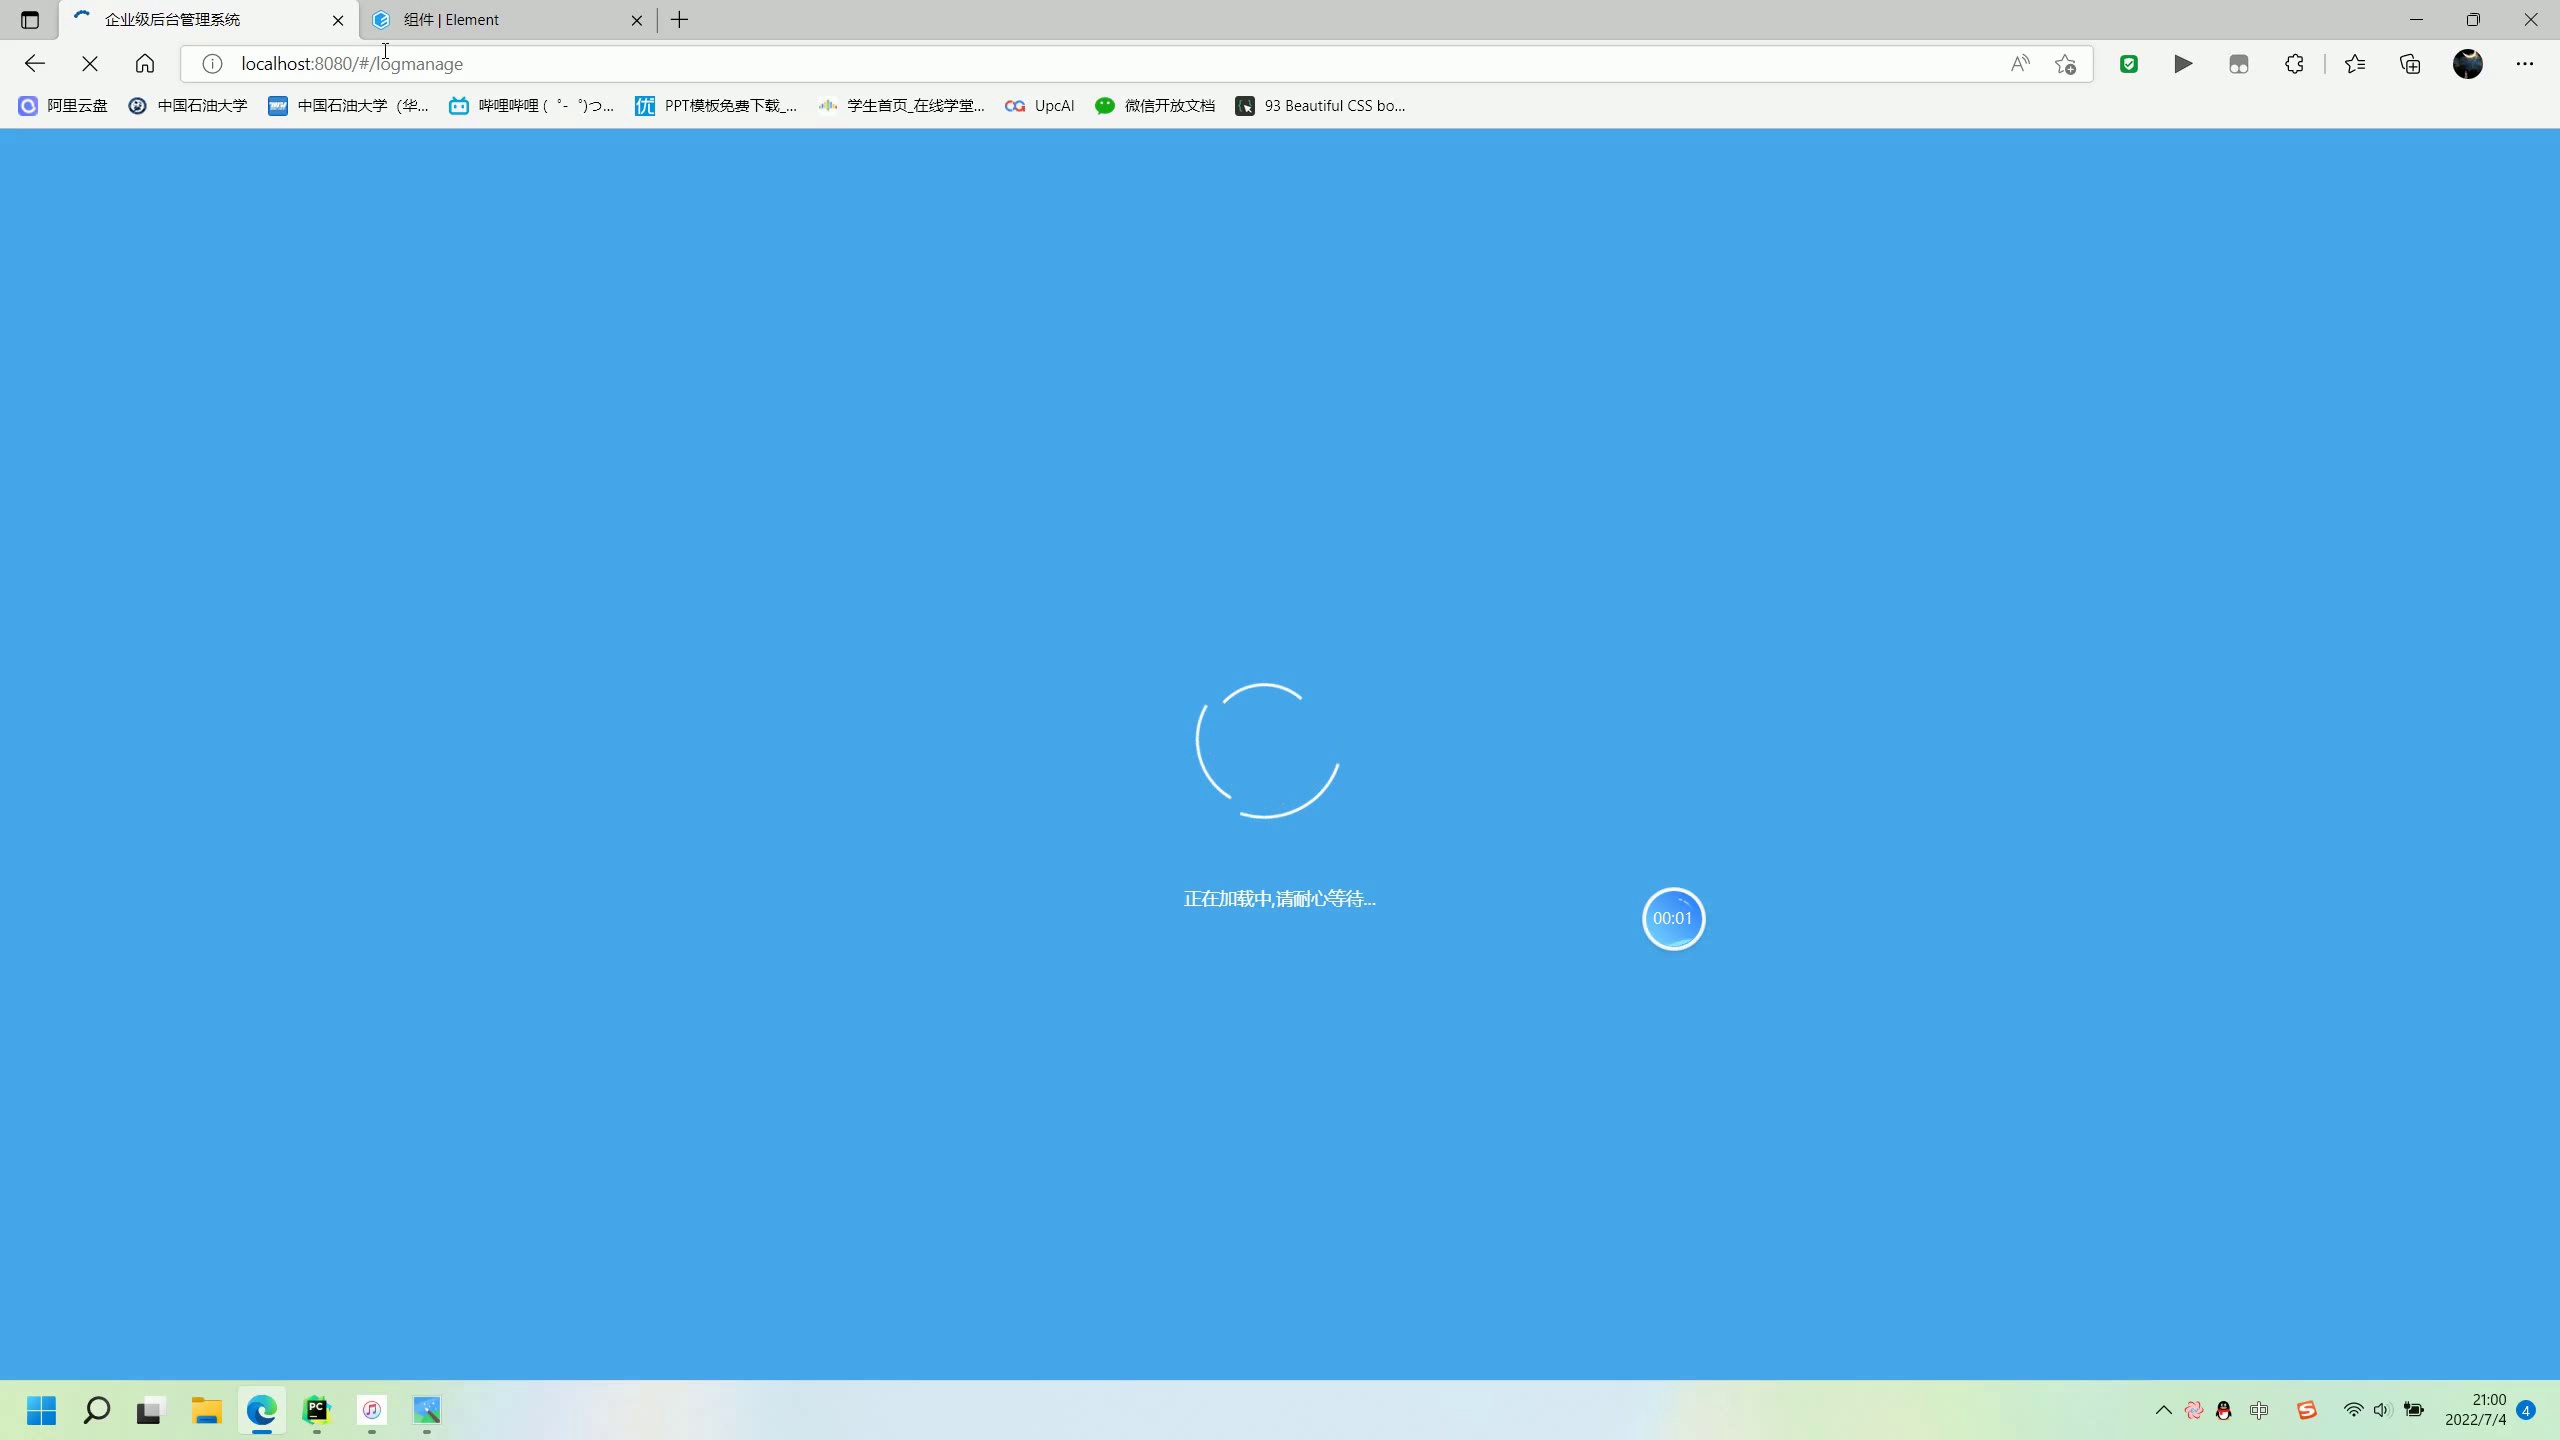 企业级后台管理系统
组件 | Element
localhost:8080/#/logmanage
阿里云盘
中国石油大学
中国石油大学（华...
哔哩哔哩 ( ゜- ゜)つ...
PPT模板免费下载_...
学生首页_在线学堂...
UpcAI
微信开放文档
93 Beautiful CSS bo...
正在加载中,请耐心等待...
00:01
中
21:00
2022/7/4
4